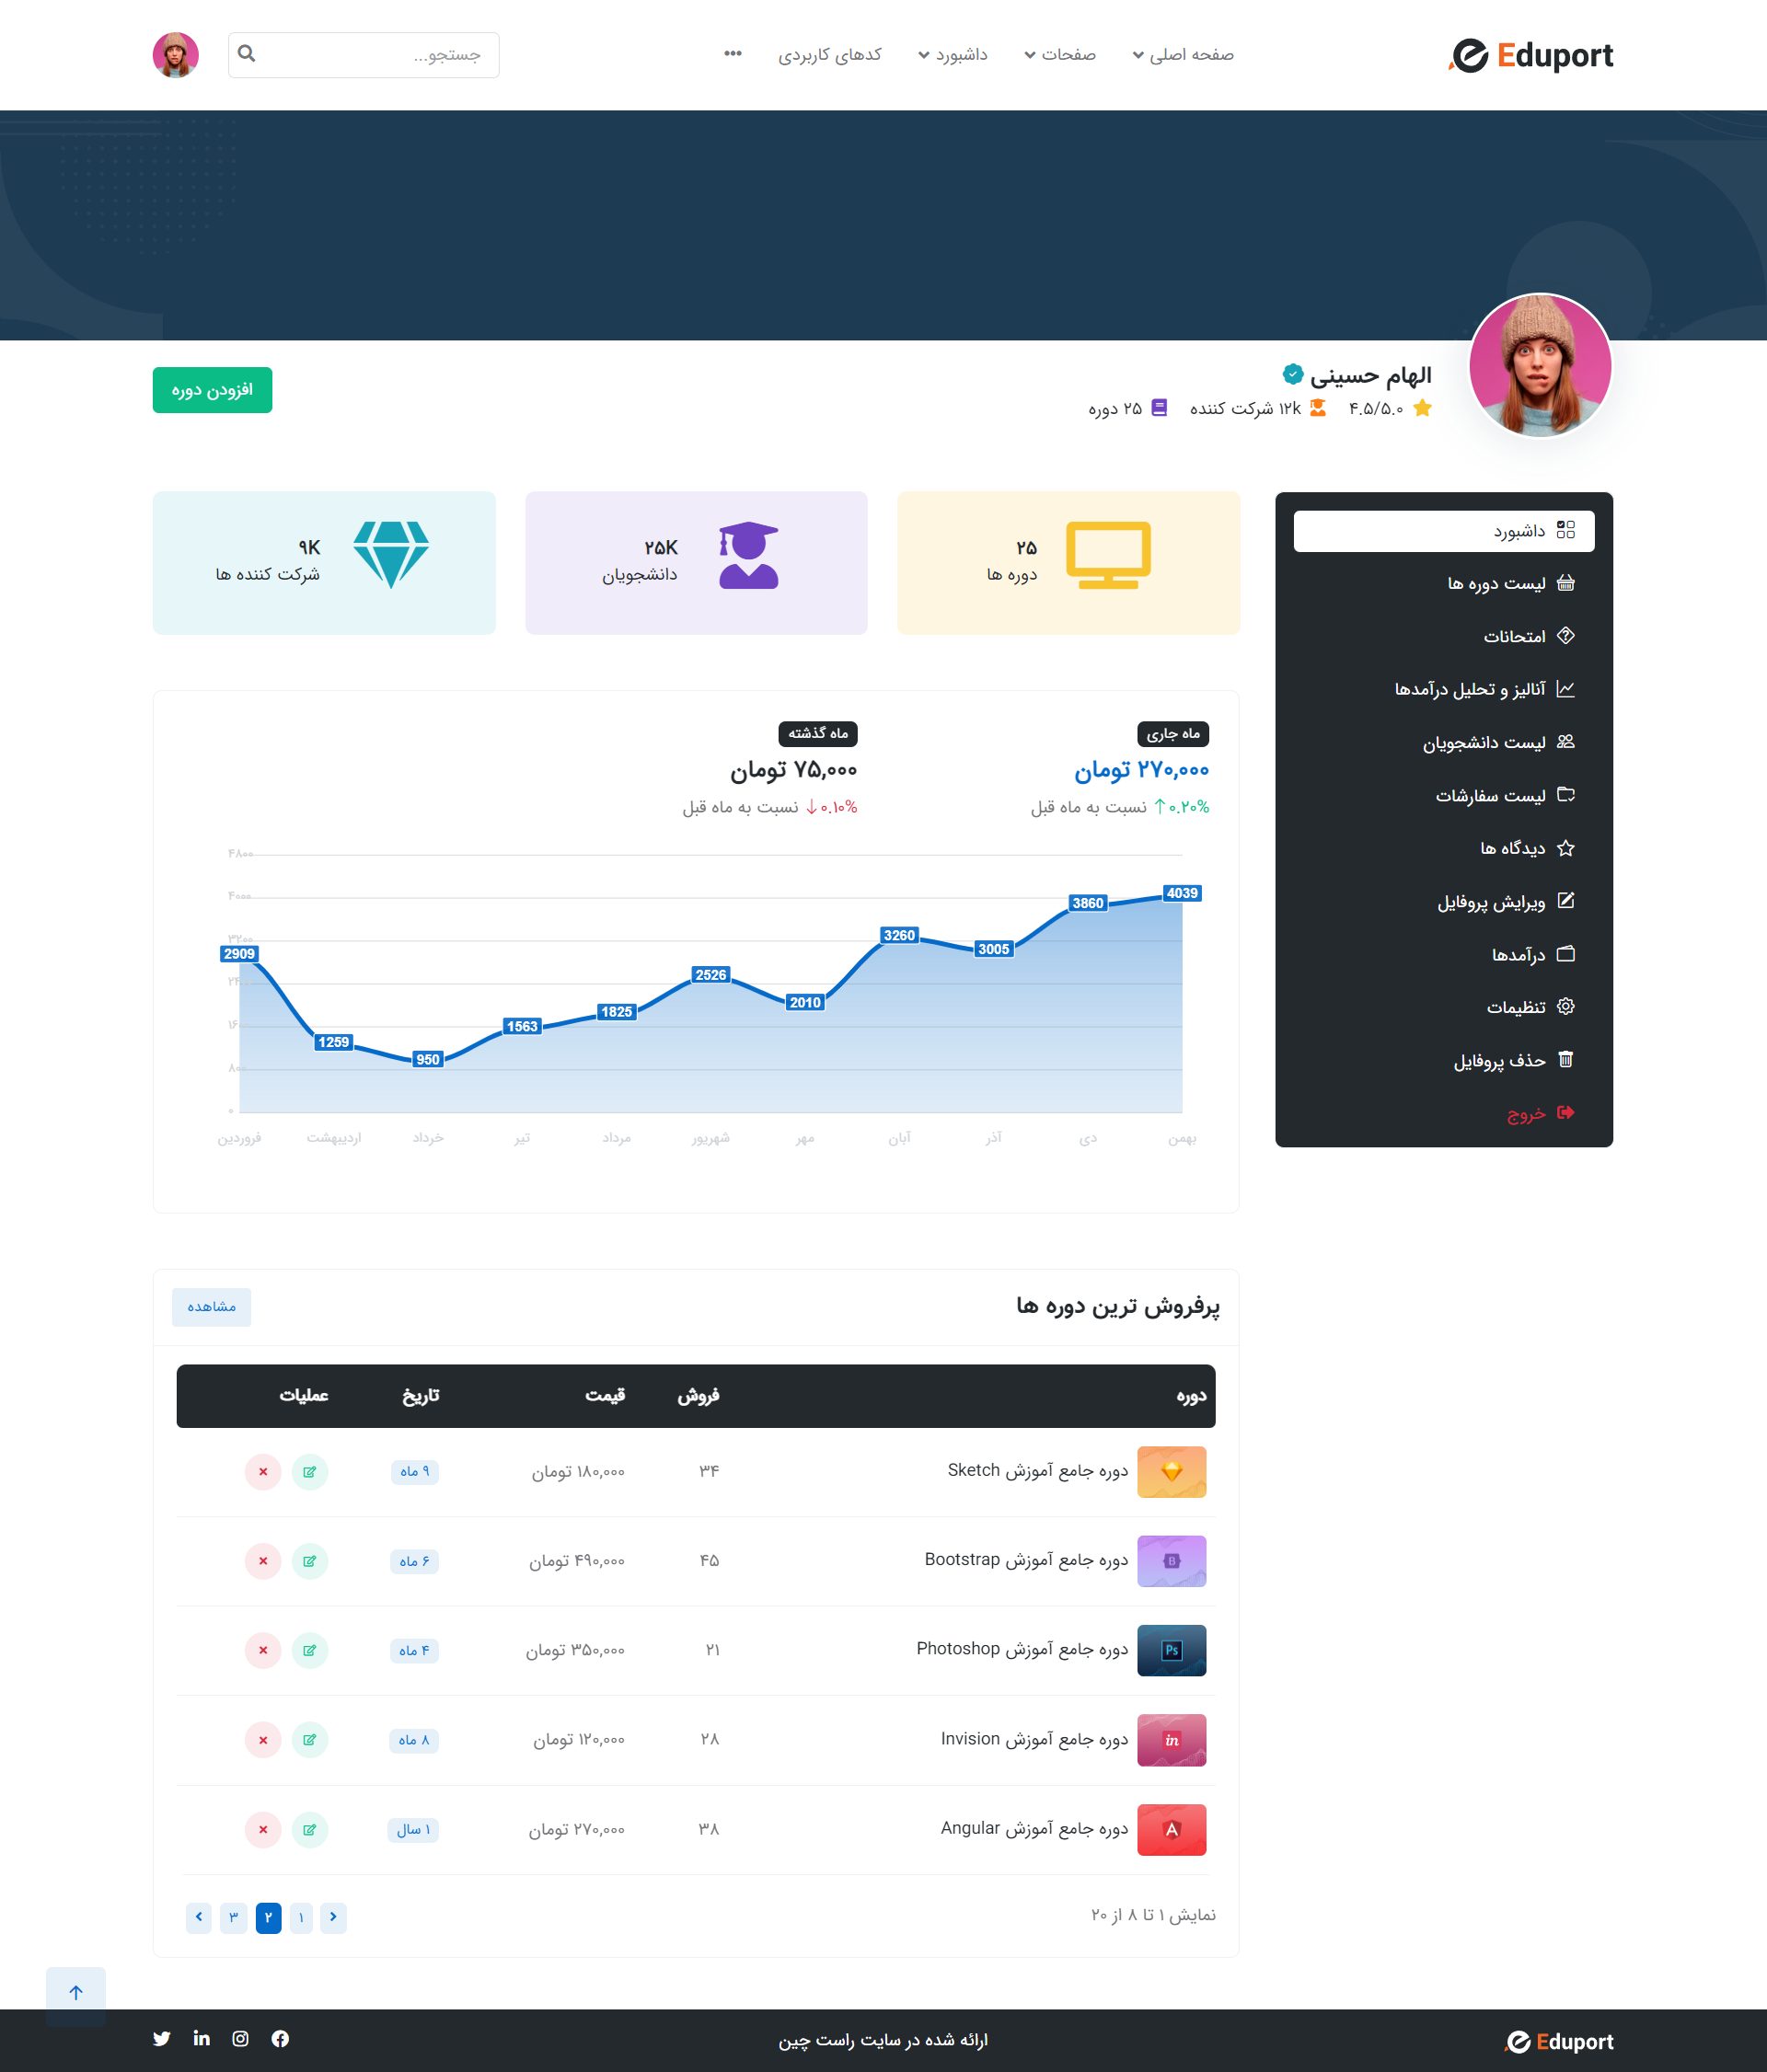 Eduport
صفحه اصلی
صفحات
داشبورد
کدهای کاربردی
جستجو...
الهام حسینی
۴.۵/۵.۰
۱۲k شرکت کننده
۲۵ دوره
افزودن دوره
داشبورد
لیست دوره ها
امتحانات
آنالیز و تحلیل درآمدها
لیست دانشجویان
لیست سفارشات
دیدگاه ها
ویرایش پروفایل
درآمدها
تنظیمات
حذف پروفایل
خروج
۲۵
دوره ها
۲۵K
دانشجویان
۹K
شرکت کننده ها
ماه جاری
۲۷۰,۰۰۰ تومان
۰.۲۰% نسبت به ماه قبل
ماه گذشته
۷۵,۰۰۰ تومان
۰.۱۰% نسبت به ماه قبل
۴۸۰۰
۴۰۰۰
۳۲۰۰
۸۰۰
۰
2909
1259
950
1563
1825
2526
2010
3260
3005
3860
4039
فروردین
اردیبهشت
خرداد
تیر
مرداد
شهریور
مهر
آبان
آذر
دی
بهمن
پرفروش ترین دوره ها
مشاهده
دوره فروش قیمت تاریخ عملیات
دوره جامع آموزش Sketch ۳۴ ۱۸۰,۰۰۰ تومان ۹ ماه
B
دوره جامع آموزش Bootstrap ۴۵ ۴۹۰,۰۰۰ تومان ۶ ماه
Ps
دوره جامع آموزش Photoshop ۲۱ ۳۵۰,۰۰۰ تومان ۴ ماه
in
دوره جامع آموزش Invision ۲۸ ۱۲۰,۰۰۰ تومان ۸ ماه
A
دوره جامع آموزش Angular ۳۸ ۲۷۰,۰۰۰ تومان ۱ سال
نمایش ۱ تا ۸ از ۲۰
۱ ۲ ۳
Eduport
ارائه شده در سایت راست چین